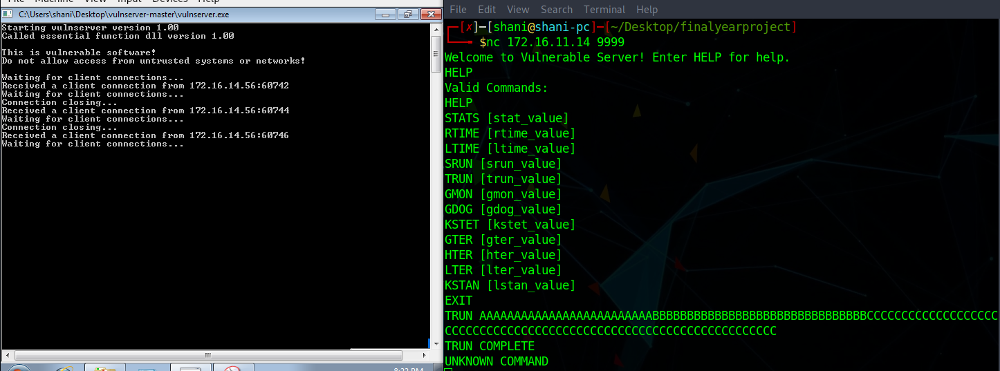 File Machine View Input Devices Help
C:\Users\shani\Desktop\vulnserver-master\vulnserver.exe
Starting vulnserver version 1.00
Called essential function dll version 1.00
This is vulnerable software!
Do not allow access from untrusted systems or networks!
Waiting for client connections...
Received a client connection from 172.16.14.56:60742
Waiting for client connections...
Connection closing...
Received a client connection from 172.16.14.56:60744
Waiting for client connections...
Connection closing...
Received a client connection from 172.16.14.56:60746
Waiting for client connections...
8:22 PM
File Edit View Search Terminal Help
┌─[✗]─[shani@shani-pc]─[~/Desktop/finalyearproject]
└──╼ $nc 172.16.11.14 9999
Welcome to Vulnerable Server! Enter HELP for help.
HELP
Valid Commands:
HELP
STATS [stat_value]
RTIME [rtime_value]
LTIME [ltime_value]
SRUN [srun_value]
TRUN [trun_value]
GMON [gmon_value]
GDOG [gdog_value]
KSTET [kstet_value]
GTER [gter_value]
HTER [hter_value]
LTER [lter_value]
KSTAN [lstan_value]
EXIT
TRUN AAAAAAAAAAAAAAAAAAAAAAAAABBBBBBBBBBBBBBBBBBBBBBBBBBBBBBBCCCCCCCCCCCCCCCCCCC
CCCCCCCCCCCCCCCCCCCCCCCCCCCCCCCCCCCCCCCCCCCCCCCC
TRUN COMPLETE
UNKNOWN COMMAND